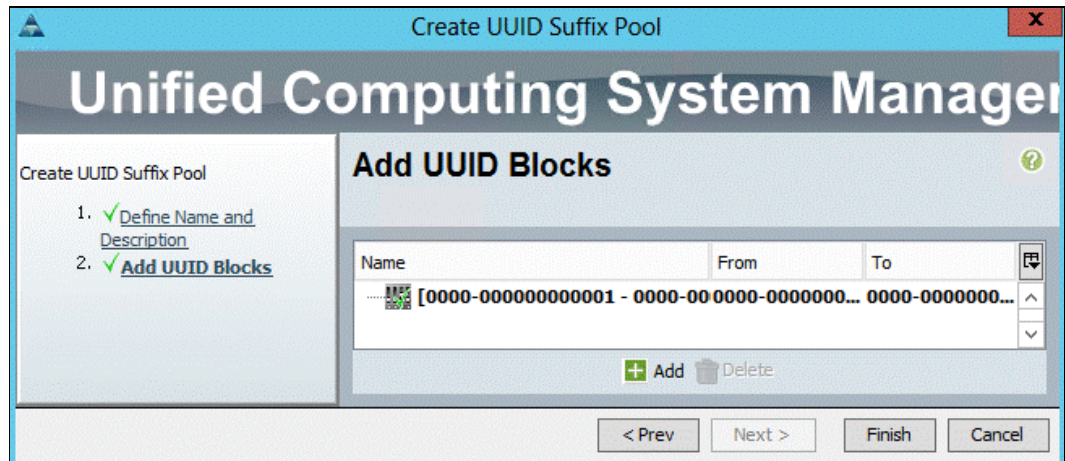 Create UUID Suffix Pool
X
Unified Computing System Manager
Create UUID Suffix Pool
1. √Define Name and
Description
2. √Add UUID Blocks
Add UUID Blocks
?
Name From To
[0000-000000000001 - 0000-00 0000-0000000... 0000-0000000...
+ Add Delete
< Prev Next > Finish Cancel